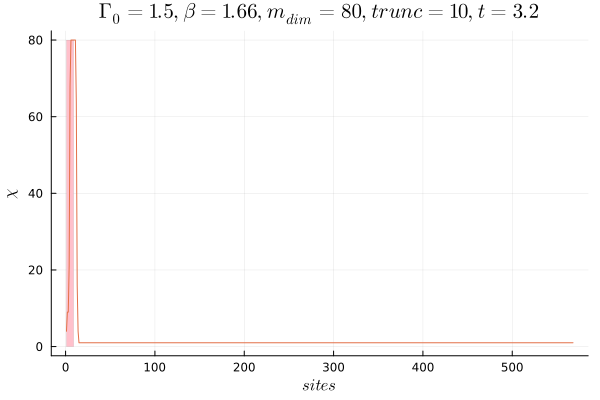 Γ₀ = 1.5, β = 1.66, m_dim = 80, trunc = 10, t = 3.2
80
60
40
20
0
χ
0 100 200 300 400 500
sites